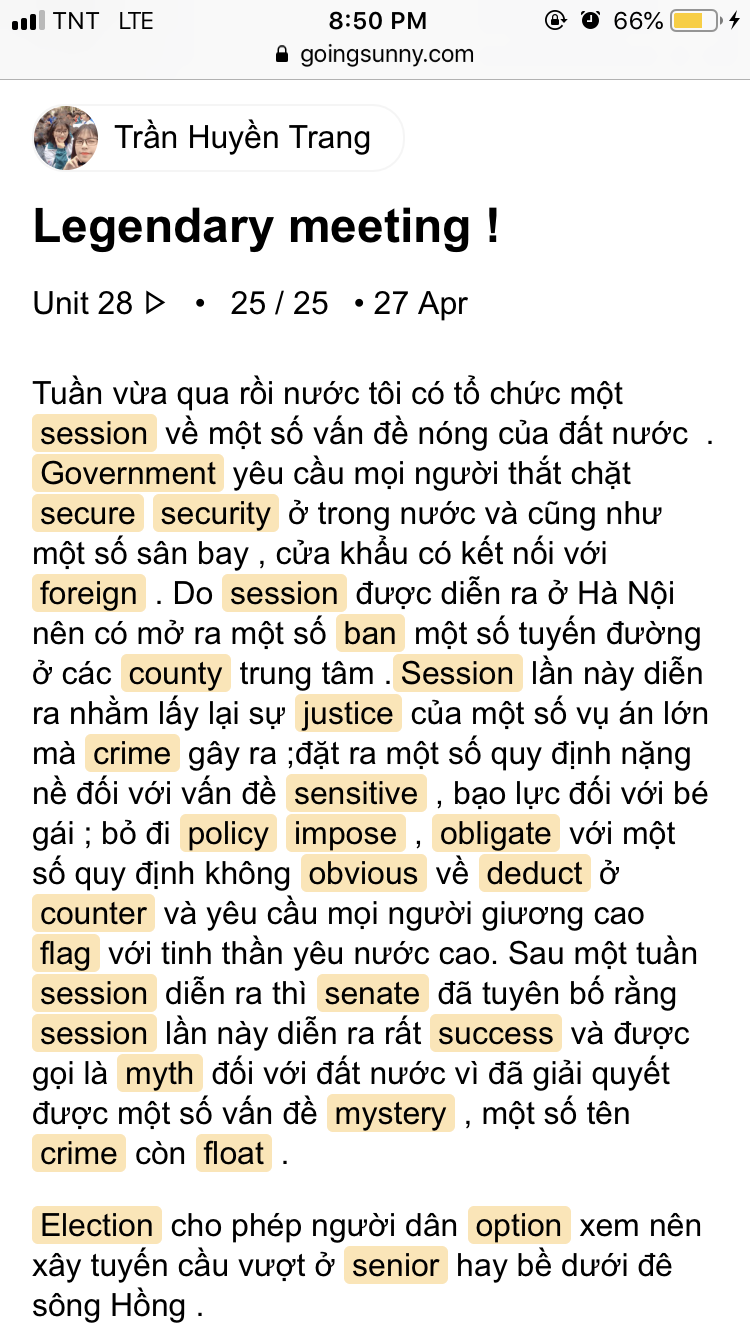 TNT LTE 8:50 PM 66%
goingsunny.com
Trần Huyền Trang
Legendary meeting !
Unit 28 ▷ • 25 / 25 • 27 Apr
Tuần vừa qua rồi nước tôi có tổ chức một
session về một số vấn đề nóng của đất nước .
Government yêu cầu mọi người thắt chặt
secure security ở trong nước và cũng như
một số sân bay , cửa khẩu có kết nối với
foreign . Do session được diễn ra ở Hà Nội
nên có mở ra một số ban một số tuyến đường
ở các county trung tâm . Session lần này diễn
ra nhằm lấy lại sự justice của một số vụ án lớn
mà crime gây ra ;đặt ra một số quy định nặng
nề đối với vấn đề sensitive , bạo lực đối với bé
gái ; bỏ đi policy impose , obligate với một
số quy định không obvious về deduct ở
counter và yêu cầu mọi người giương cao
flag với tinh thần yêu nước cao. Sau một tuần
session diễn ra thì senate đã tuyên bố rằng
session lần này diễn ra rất success và được
gọi là myth đối với đất nước vì đã giải quyết
được một số vấn đề mystery , một số tên
crime còn float .
Election cho phép người dân option xem nên
xây tuyến cầu vượt ở senior hay bề dưới đê
sông Hồng .